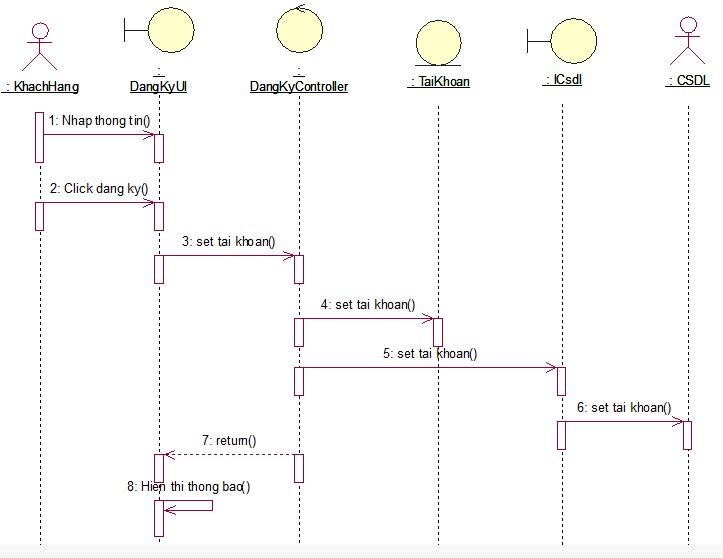 : KhachHang
:
DangKyUI
:
DangKyController
: TaiKhoan
: ICsdl
: CSDL
1: Nhap thong tin()
2: Click dang ky()
3: set tai khoan()
4: set tai khoan()
5: set tai khoan()
6: set tai khoan()
7: return()
8: Hien thi thong bao()